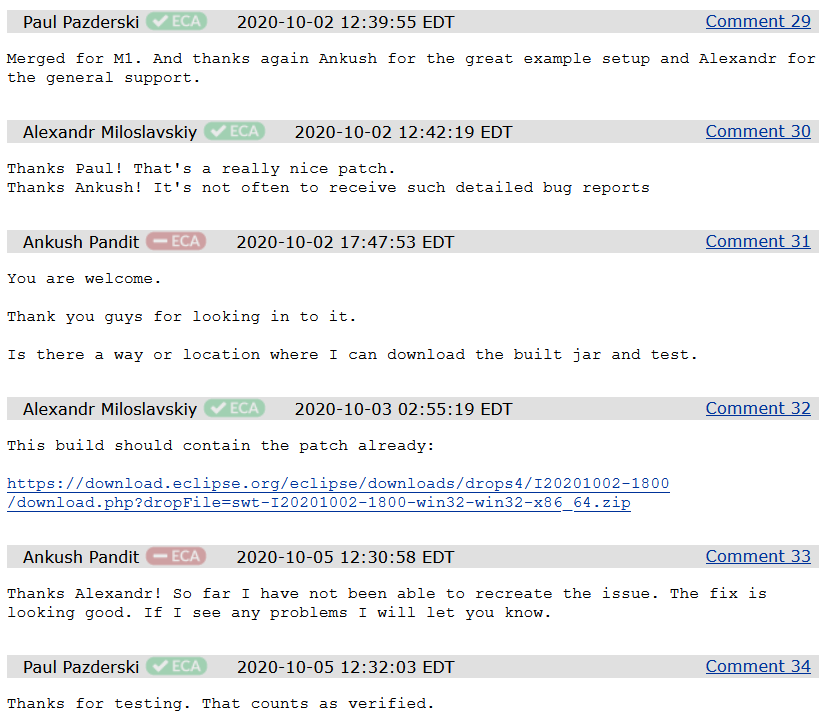 Paul Pazderski ECA 2020-10-02 12:39:55 EDT Comment 29
Merged for M1. And thanks again Ankush for the great example setup and Alexandr for
the general support.
Alexandr Miloslavskiy ECA 2020-10-02 12:42:19 EDT Comment 30
Thanks Paul! That's a really nice patch.
Thanks Ankush! It's not often to receive such detailed bug reports
Ankush Pandit ECA 2020-10-02 17:47:53 EDT Comment 31
You are welcome.
Thank you guys for looking in to it.
Is there a way or location where I can download the built jar and test.
Alexandr Miloslavskiy ECA 2020-10-03 02:55:19 EDT Comment 32
This build should contain the patch already:
https://download.eclipse.org/eclipse/downloads/drops4/I20201002-1800
/download.php?dropFile=swt-I20201002-1800-win32-win32-x86_64.zip
Ankush Pandit ECA 2020-10-05 12:30:58 EDT Comment 33
Thanks Alexandr! So far I have not been able to recreate the issue. The fix is
looking good. If I see any problems I will let you know.
Paul Pazderski ECA 2020-10-05 12:32:03 EDT Comment 34
Thanks for testing. That counts as verified.